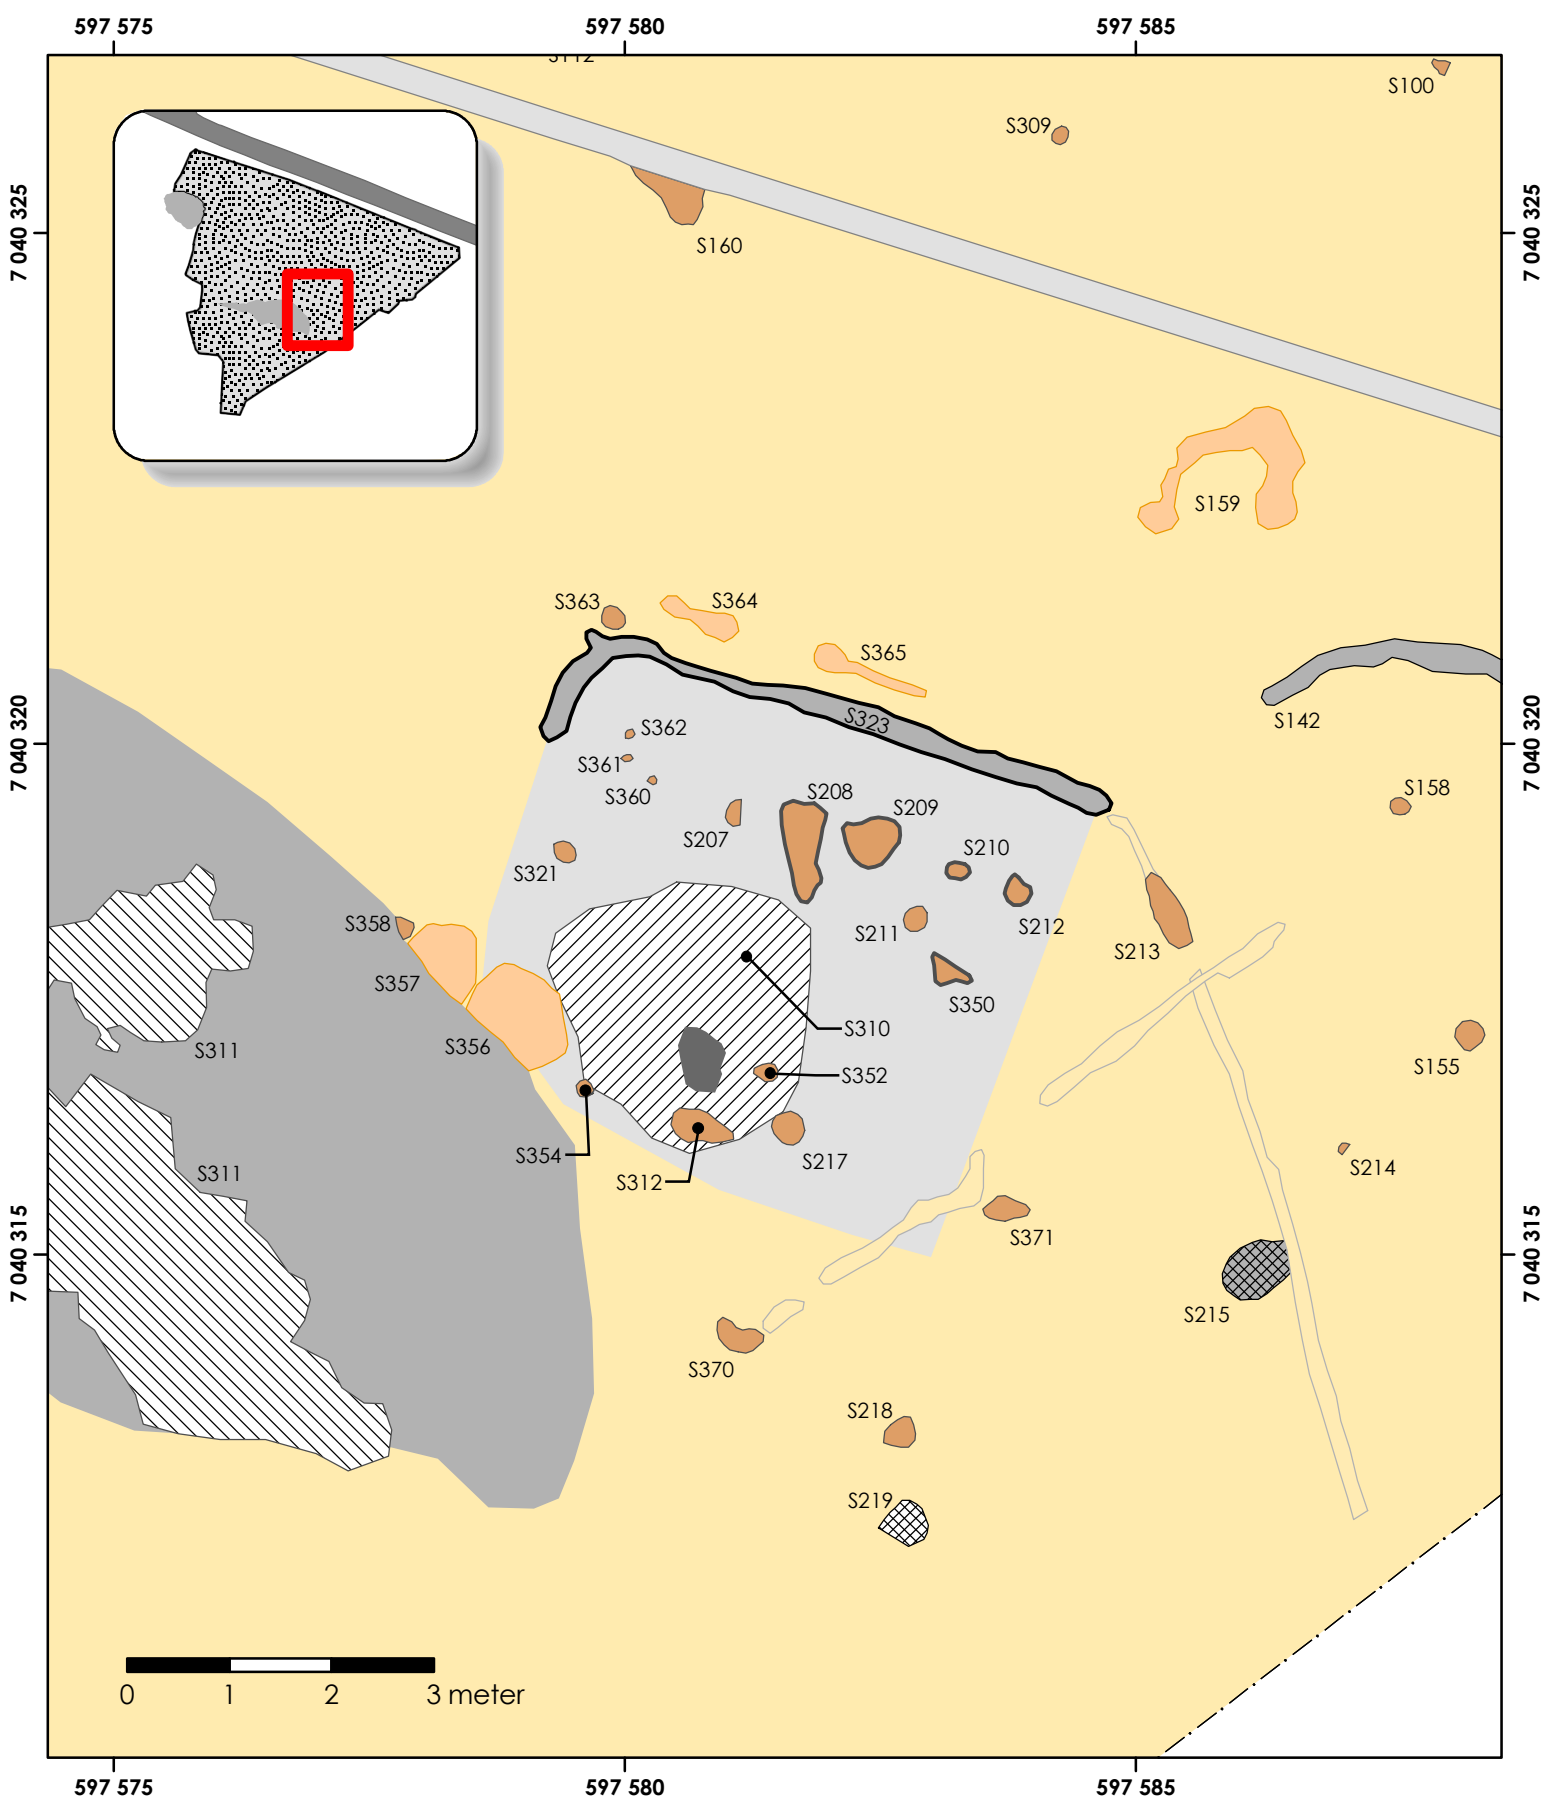 597 575
597 580
597 585
S112
S100
S309
7 040 325
7 040 325
S160
S159
S363
S364
S365
S323
S142
7 040 320
7 040 320
S362
S361
S360
S208
S209
S158
S207
S210
S321
S358
S211
S212
S213
S357
S350
S310
S356
S311
S155
S352
S354
S217
S214
S311
S312
7 040 315
7 040 315
S371
S215
S370
S218
S219
0 1 2 3 meter
597 575
597 580
597 585